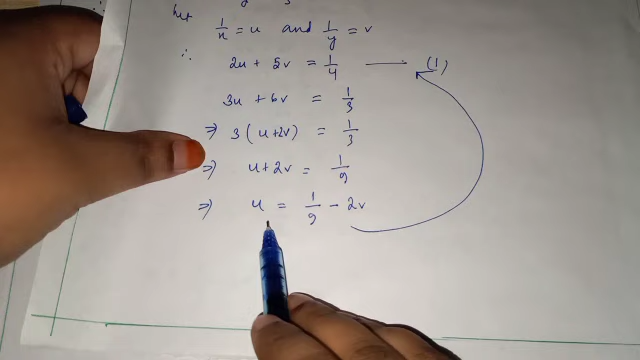 let
1/x = u and 1/y = v
∴ 2u + 5v = 1/4 —— (1)
3u + 6v = 1/3
⇒ 3(u+2v) = 1/3
⇒ u+2v = 1/9
⇒ u = 1/9 - 2v